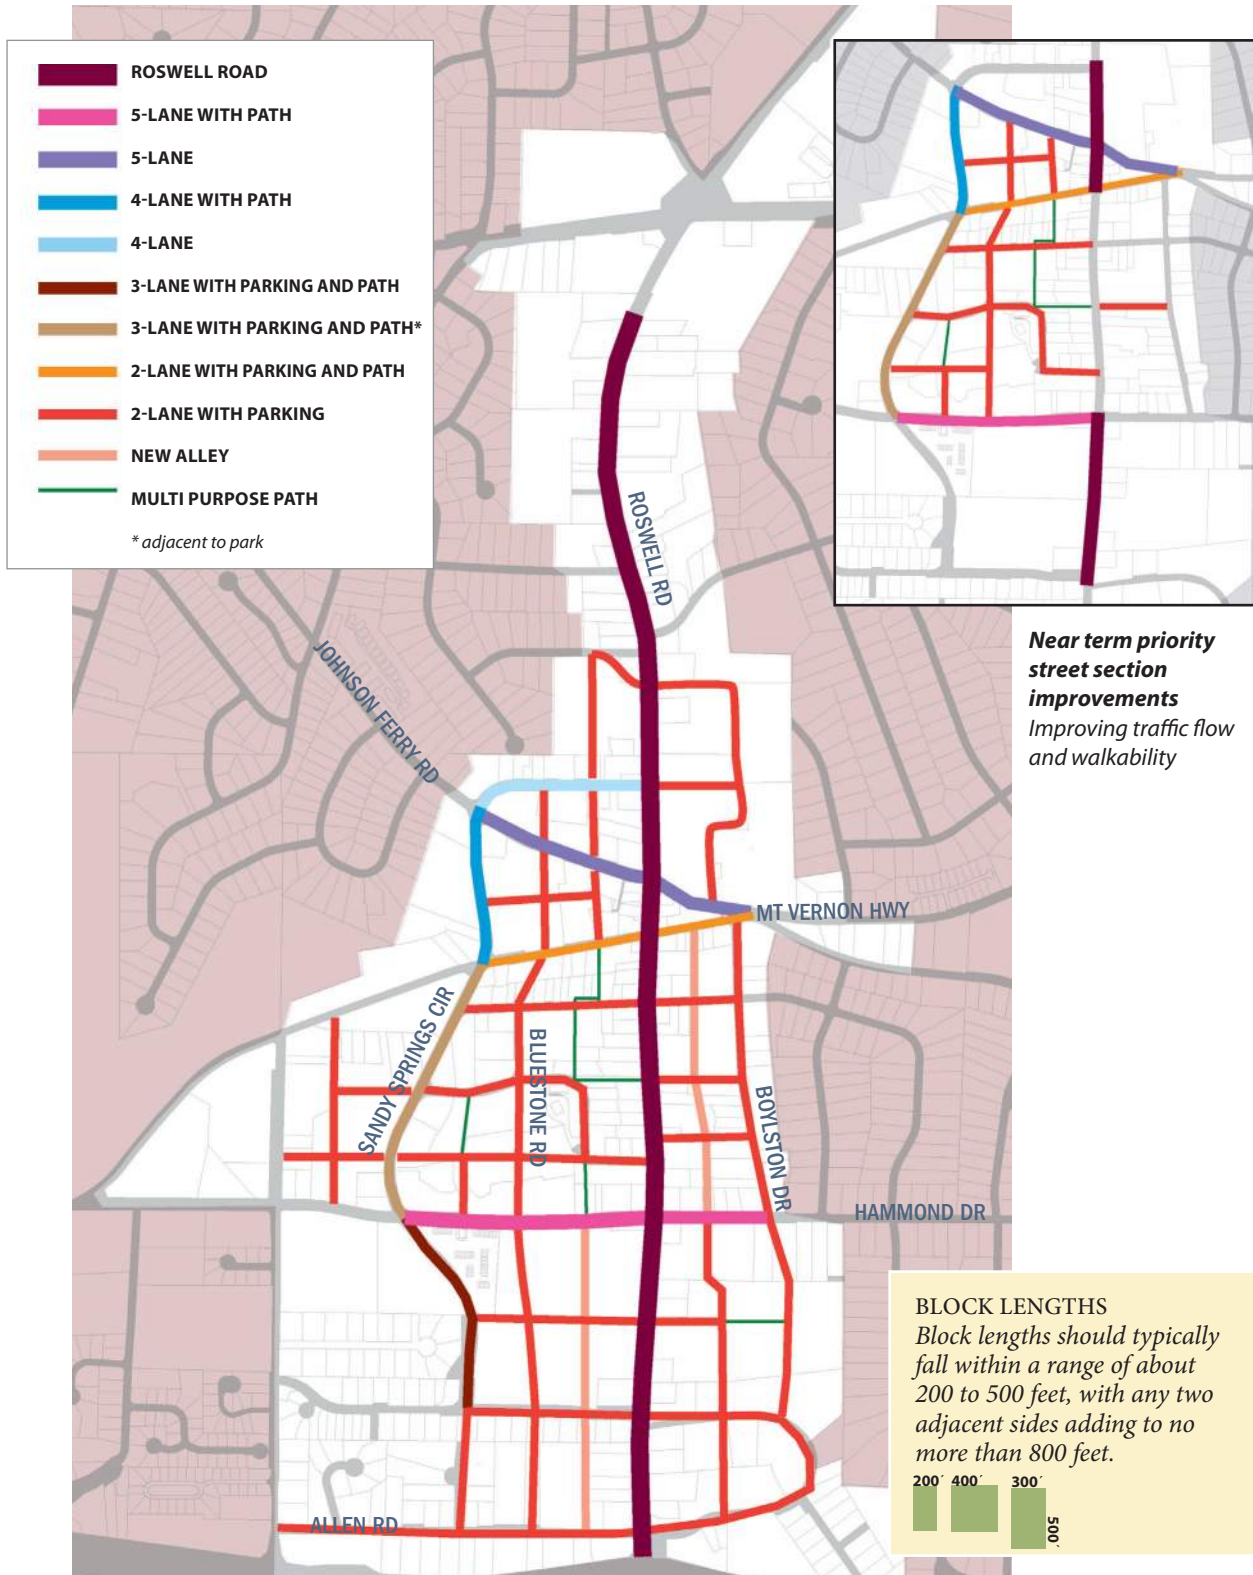 ROSWELL ROAD
5-LANE WITH PATH
5-LANE
4-LANE WITH PATH
4-LANE
3-LANE WITH PARKING AND PATH
3-LANE WITH PARKING AND PATH*
2-LANE WITH PARKING AND PATH
2-LANE WITH PARKING
NEW ALLEY
MULTI PURPOSE PATH
* adjacent to park
Near term priority
street section
improvements
Improving traffic flow
and walkability
ROSWELL RD
JOHNSON FERRY RD
MT VERNON HWY
SANDY SPRINGS CIR
BLUESTONE RD
BOYLSTON DR
HAMMOND DR
ALLEN RD
BLOCK LENGTHS
Block lengths should typically
fall within a range of about
200 to 500 feet, with any two
adjacent sides adding to no
more than 800 feet.
200´ 400´ 300´
500´